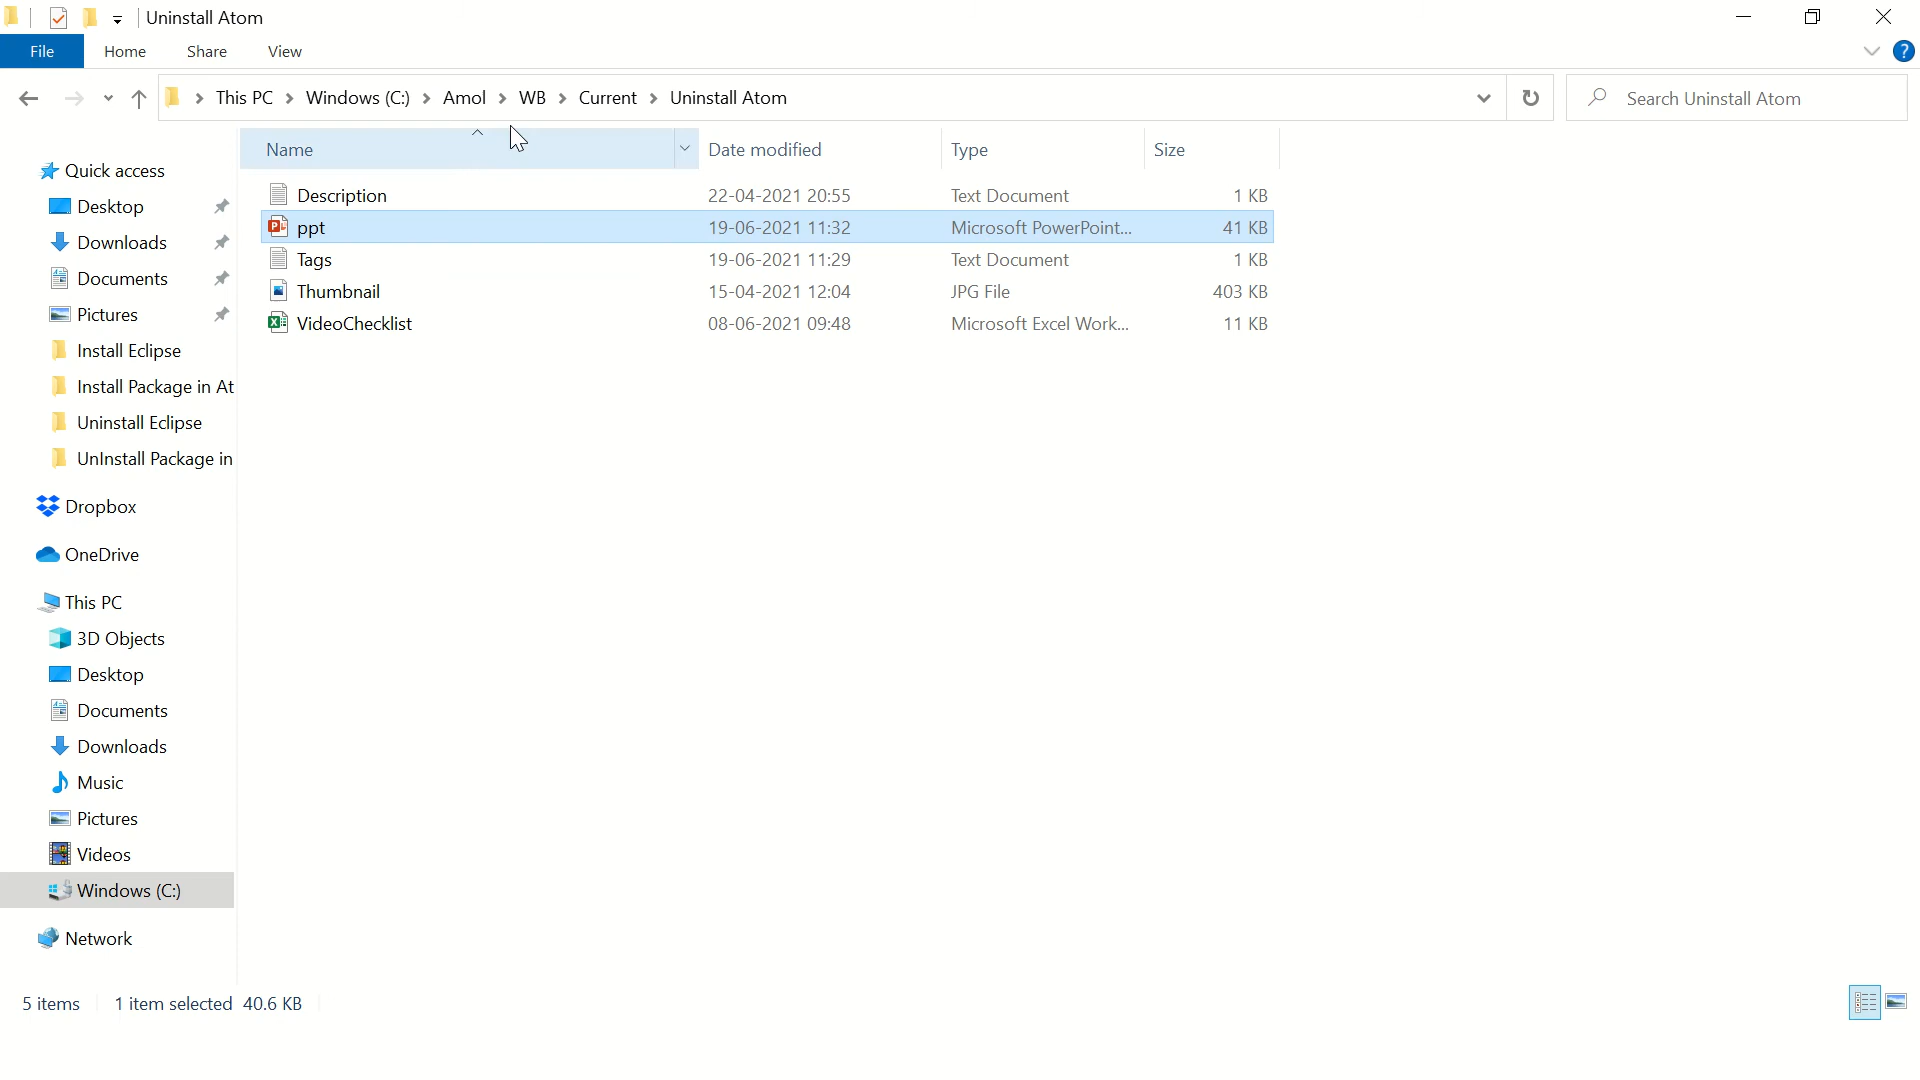 Uninstall Atom
File Home Share View
This PC Windows (C:) Amol WB Current Uninstall Atom Search Uninstall Atom
Name Date modified Type Size
Description 22-04-2021 20:55 Text Document 1 KB
ppt 19-06-2021 11:32 Microsoft PowerPoint... 41 KB
Tags 19-06-2021 11:29 Text Document 1 KB
Thumbnail 15-04-2021 12:04 JPG File 403 KB
VideoChecklist 08-06-2021 09:48 Microsoft Excel Work... 11 KB
Quick access
Desktop
Downloads
Documents
Pictures
Install Eclipse
Install Package in At
Uninstall Eclipse
UnInstall Package in
Dropbox
OneDrive
This PC
3D Objects
Desktop
Documents
Downloads
Music
Pictures
Videos
Windows (C:)
Network
5 items 1 item selected 40.6 KB